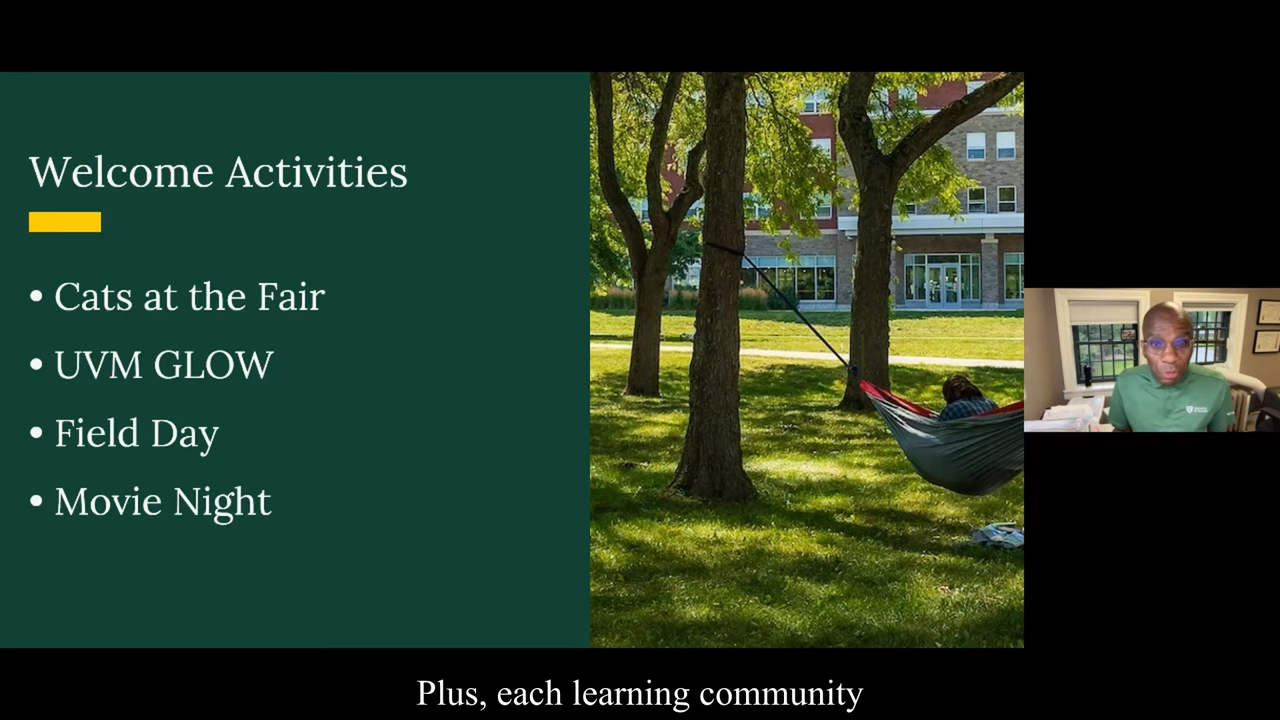 Welcome Activities
• Cats at the Fair
• UVM GLOW
• Field Day
• Movie Night
Plus, each learning community